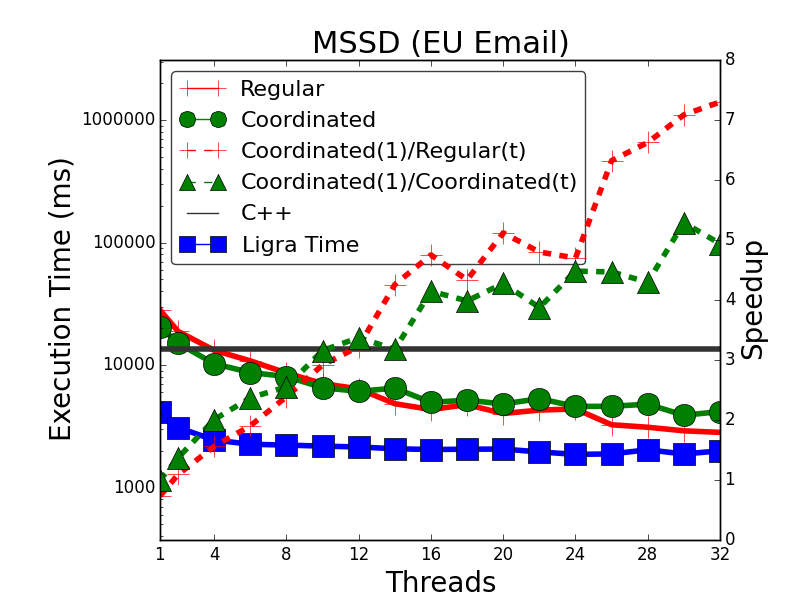 MSSD (EU Email)
Regular
Coordinated
Coordinated(1)/Regular(t)
Coordinated(1)/Coordinated(t)
C++
Ligra Time
Execution Time (ms)
1000000
100000
10000
1000
Speedup
8
7
6
5
4
3
2
1
0
1 4 8 12 16 20 24 28 32
Threads